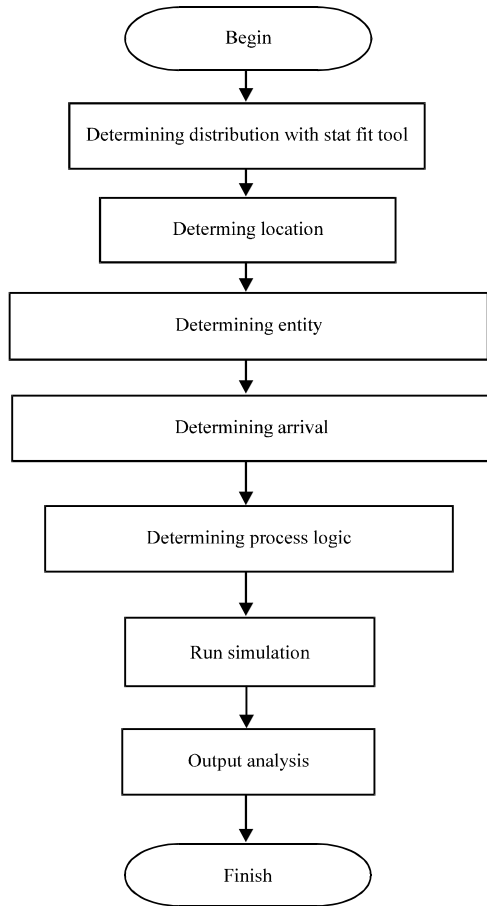 Begin
Determining distribution with stat fit tool
Determing location
Determining entity
Determining arrival
Determining process logic
Run simulation
Output analysis
Finish